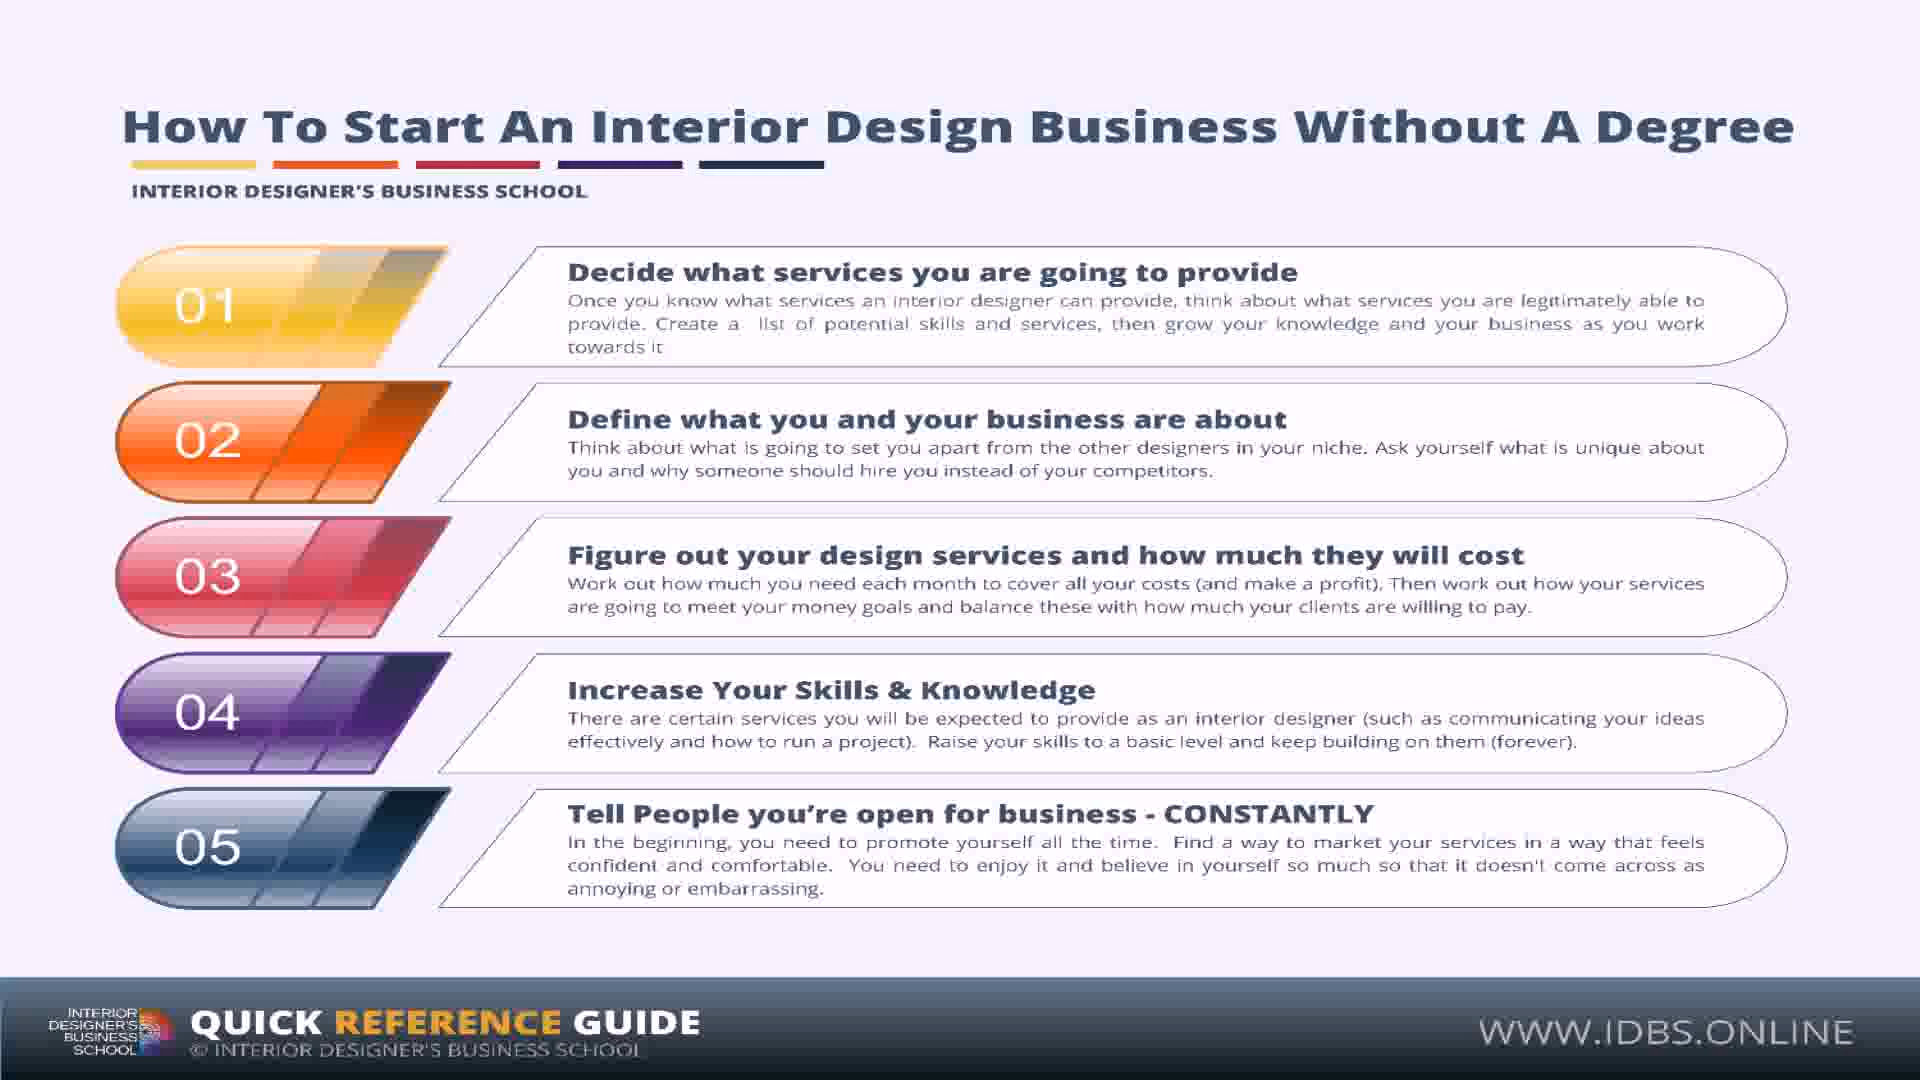 How To Start An Interior Design Business Without A Degree
INTERIOR DESIGNER'S BUSINESS SCHOOL
01
Decide what services you are going to provide
Once you know what services an interior designer can provide, think about what services you are legitimately able to
provide. Create a list of potential skills and services, then grow your knowledge and your business as you work
towards it
02
Define what you and your business are about
Think about what is going to set you apart from the other designers in your niche. Ask yourself what is unique about
you and why someone should hire you instead of your competitors.
03
Figure out your design services and how much they will cost
Work out how much you need each month to cover all your costs (and make a profit). Then work out how your services
are going to meet your money goals and balance these with how much your clients are willing to pay.
04
Increase Your Skills & Knowledge
There are certain services you will be expected to provide as an interior designer (such as communicating your ideas
effectively and how to run a project). Raise your skills to a basic level and keep building on them (forever).
05
Tell People you're open for business - CONSTANTLY
In the beginning, you need to promote yourself all the time. Find a way to market your services in a way that feels
confident and comfortable. You need to enjoy it and believe in yourself so much so that it doesn't come across as
annoying or embarrassing.
INTERIOR
DESIGNER'S
BUSINESS
SCHOOL
QUICK REFERENCE GUIDE
© INTERIOR DESIGNER'S BUSINESS SCHOOL
WWW.IDBS.ONLINE